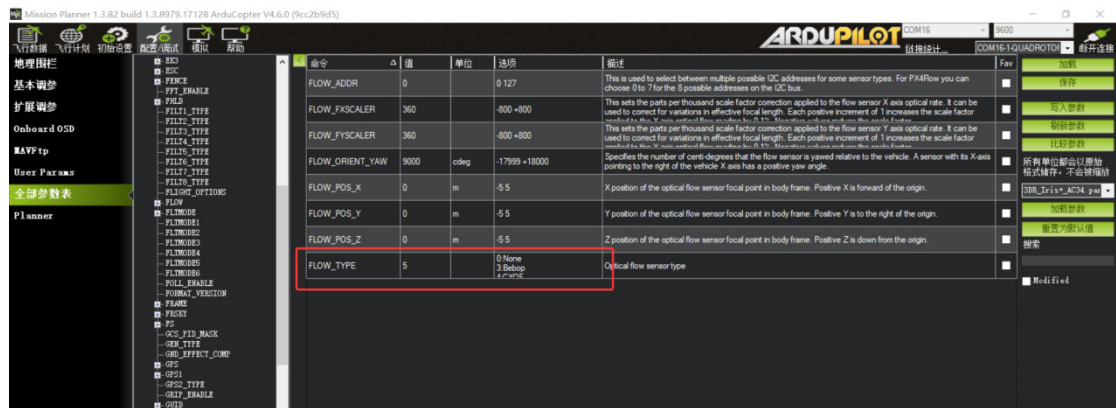 Mission Planner 1.3.82 build 1.3.8979.17128 ArduCopter V4.6.0 (9cc2b9d5)
飞行数据 飞行计划 初始设置 配置/调试 模拟 帮助
ARDUPILOT
COM16 9600
链接统计... COM16-1-QUADROTOR 断开连接
地理围栏
基本调参
扩展调参
Onboard OSD
MAVFtp
User Params
全部参数表
Planner
EK3
ESC
FENCE
FFT_ENABLE
FHLD
FILT1_TYPE
FILT2_TYPE
FILT3_TYPE
FILT4_TYPE
FILT5_TYPE
FILT6_TYPE
FILT7_TYPE
FILT8_TYPE
FLIGHT_OPTIONS
FLOW
FLTMODE
FLTMODE1
FLTMODE2
FLTMODE3
FLTMODE4
FLTMODE5
FLTMODE6
FOLL_ENABLE
FORMAT_VERSION
FRAME
FRSKY
FS
GCS_PID_MASK
GEN_TYPE
GND_EFFECT_COMP
GPS
GPS1
GPS2_TYPE
GRIP_ENABLE
GUID
命令 值 单位 选项 描述 Fav
FLOW_ADDR 0 0 127 This is used to select between multiple possible I2C addresses for some sensor types. For PX4Flow you can
choose 0 to 7 for the 8 possible addresses on the I2C bus.
FLOW_FXSCALER 360 -800 +800 This sets the parts per thousand scale factor correction applied to the flow sensor X axis optical rate. It can be
used to correct for variations in effective focal length. Each positive increment of 1 increases the scale factor
FLOW_FYSCALER 360 -800 +800 This sets the parts per thousand scale factor correction applied to the flow sensor Y axis optical rate. It can be
used to correct for variations in effective focal length. Each positive increment of 1 increases the scale factor
FLOW_ORIENT_YAW 9000 cdeg -17999 +18000 Specifies the number of centi-degrees that the flow sensor is yawed relative to the vehicle. A sensor with its X-axis
pointing to the right of the vehicle X axis has a positive yaw angle.
FLOW_POS_X 0 m -5 5 X position of the optical flow sensor focal point in body frame. Positive X is forward of the origin.
FLOW_POS_Y 0 m -5 5 Y position of the optical flow sensor focal point in body frame. Positive Y is to the right of the origin.
FLOW_POS_Z 0 m -5 5 Z position of the optical flow sensor focal point in body frame. Positive Z is down from the origin.
FLOW_TYPE 5 0:None
3:Bebop
Optical flow sensor type
加载
保存
写入参数
刷新参数
比较参数
所有单位都会以原始
格式储存，不会被缩放
3DR_Iris+_AC34.par
加载参数
重置为默认值
搜索
Modified